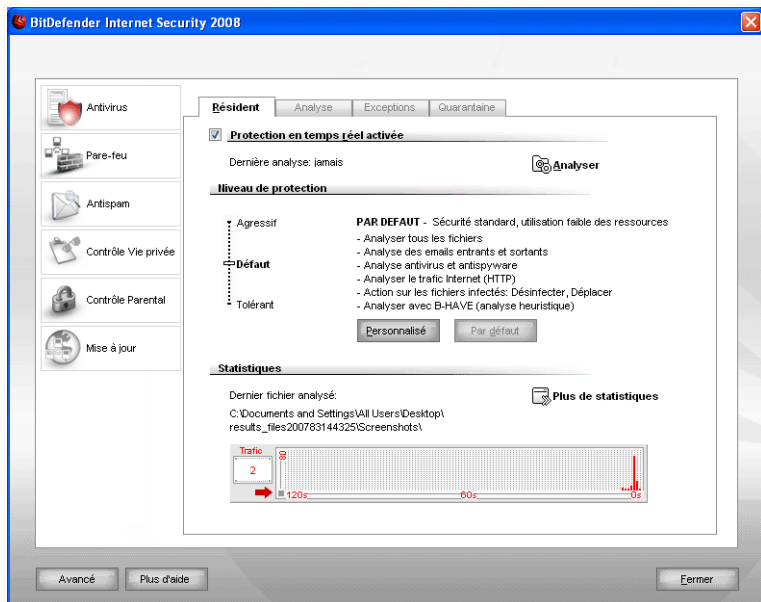 BitDefender Internet Security 2008
Antivirus
Pare-feu
Antispam
Contrôle Vie privée
Contrôle Parental
Mise à jour
Résident Analyse Exceptions Quarantaine
Protection en temps réel activée
Dernière analyse: jamais
Analyser
Niveau de protection
Agressif
Défaut
Tolérant
PAR DEFAUT - Sécurité standard, utilisation faible des ressources
- Analyser tous les fichiers
- Analyse des emails entrants et sortants
- Analyse antivirus et antispyware
- Analyser le trafic Internet (HTTP)
- Action sur les fichiers infectés: Désinfecter, Déplacer
- Analyser avec B-HAVE (analyse heuristique)
Personnalisé Par défaut
Statistiques
Dernier fichier analysé:
Plus de statistiques
C:\Documents and Settings\All Users\Desktop\
results_files200783144325\Screenshots\
Trafic
2
80
120s 60s 0s
Avancé Plus d'aide Fermer